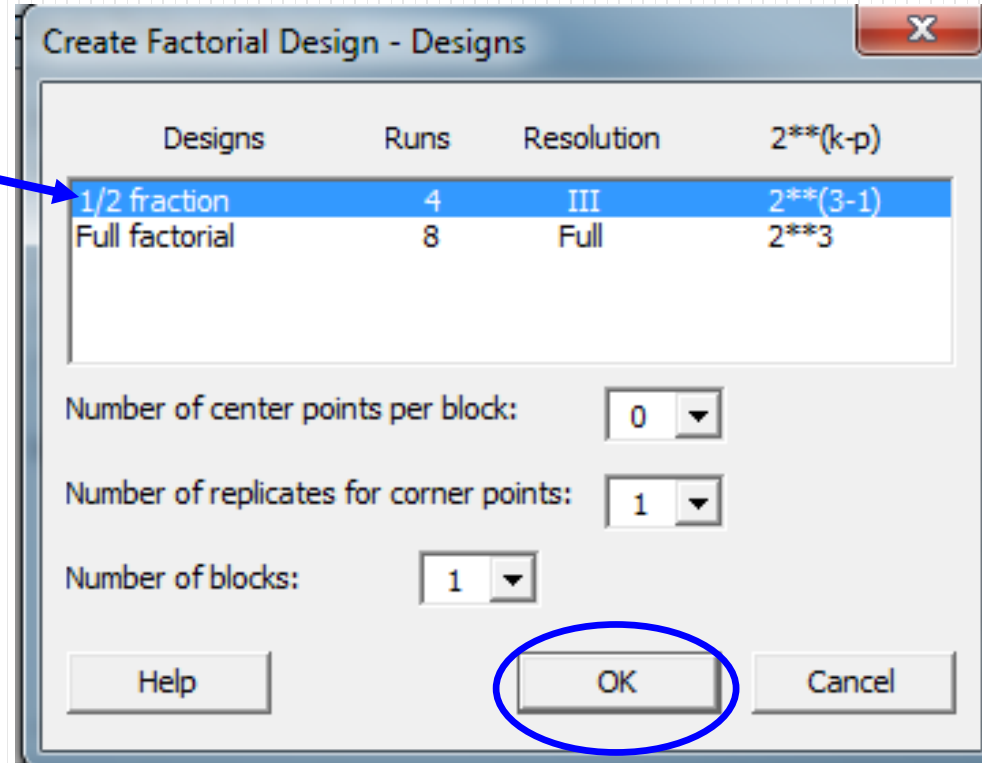 Create Factorial Design - Designs
Designs Runs Resolution 2**(k-p)
1/2 fraction 4 III 2**(3-1)
Full factorial 8 Full 2**3
Number of center points per block: 0
Number of replicates for corner points: 1
Number of blocks: 1
Help OK Cancel